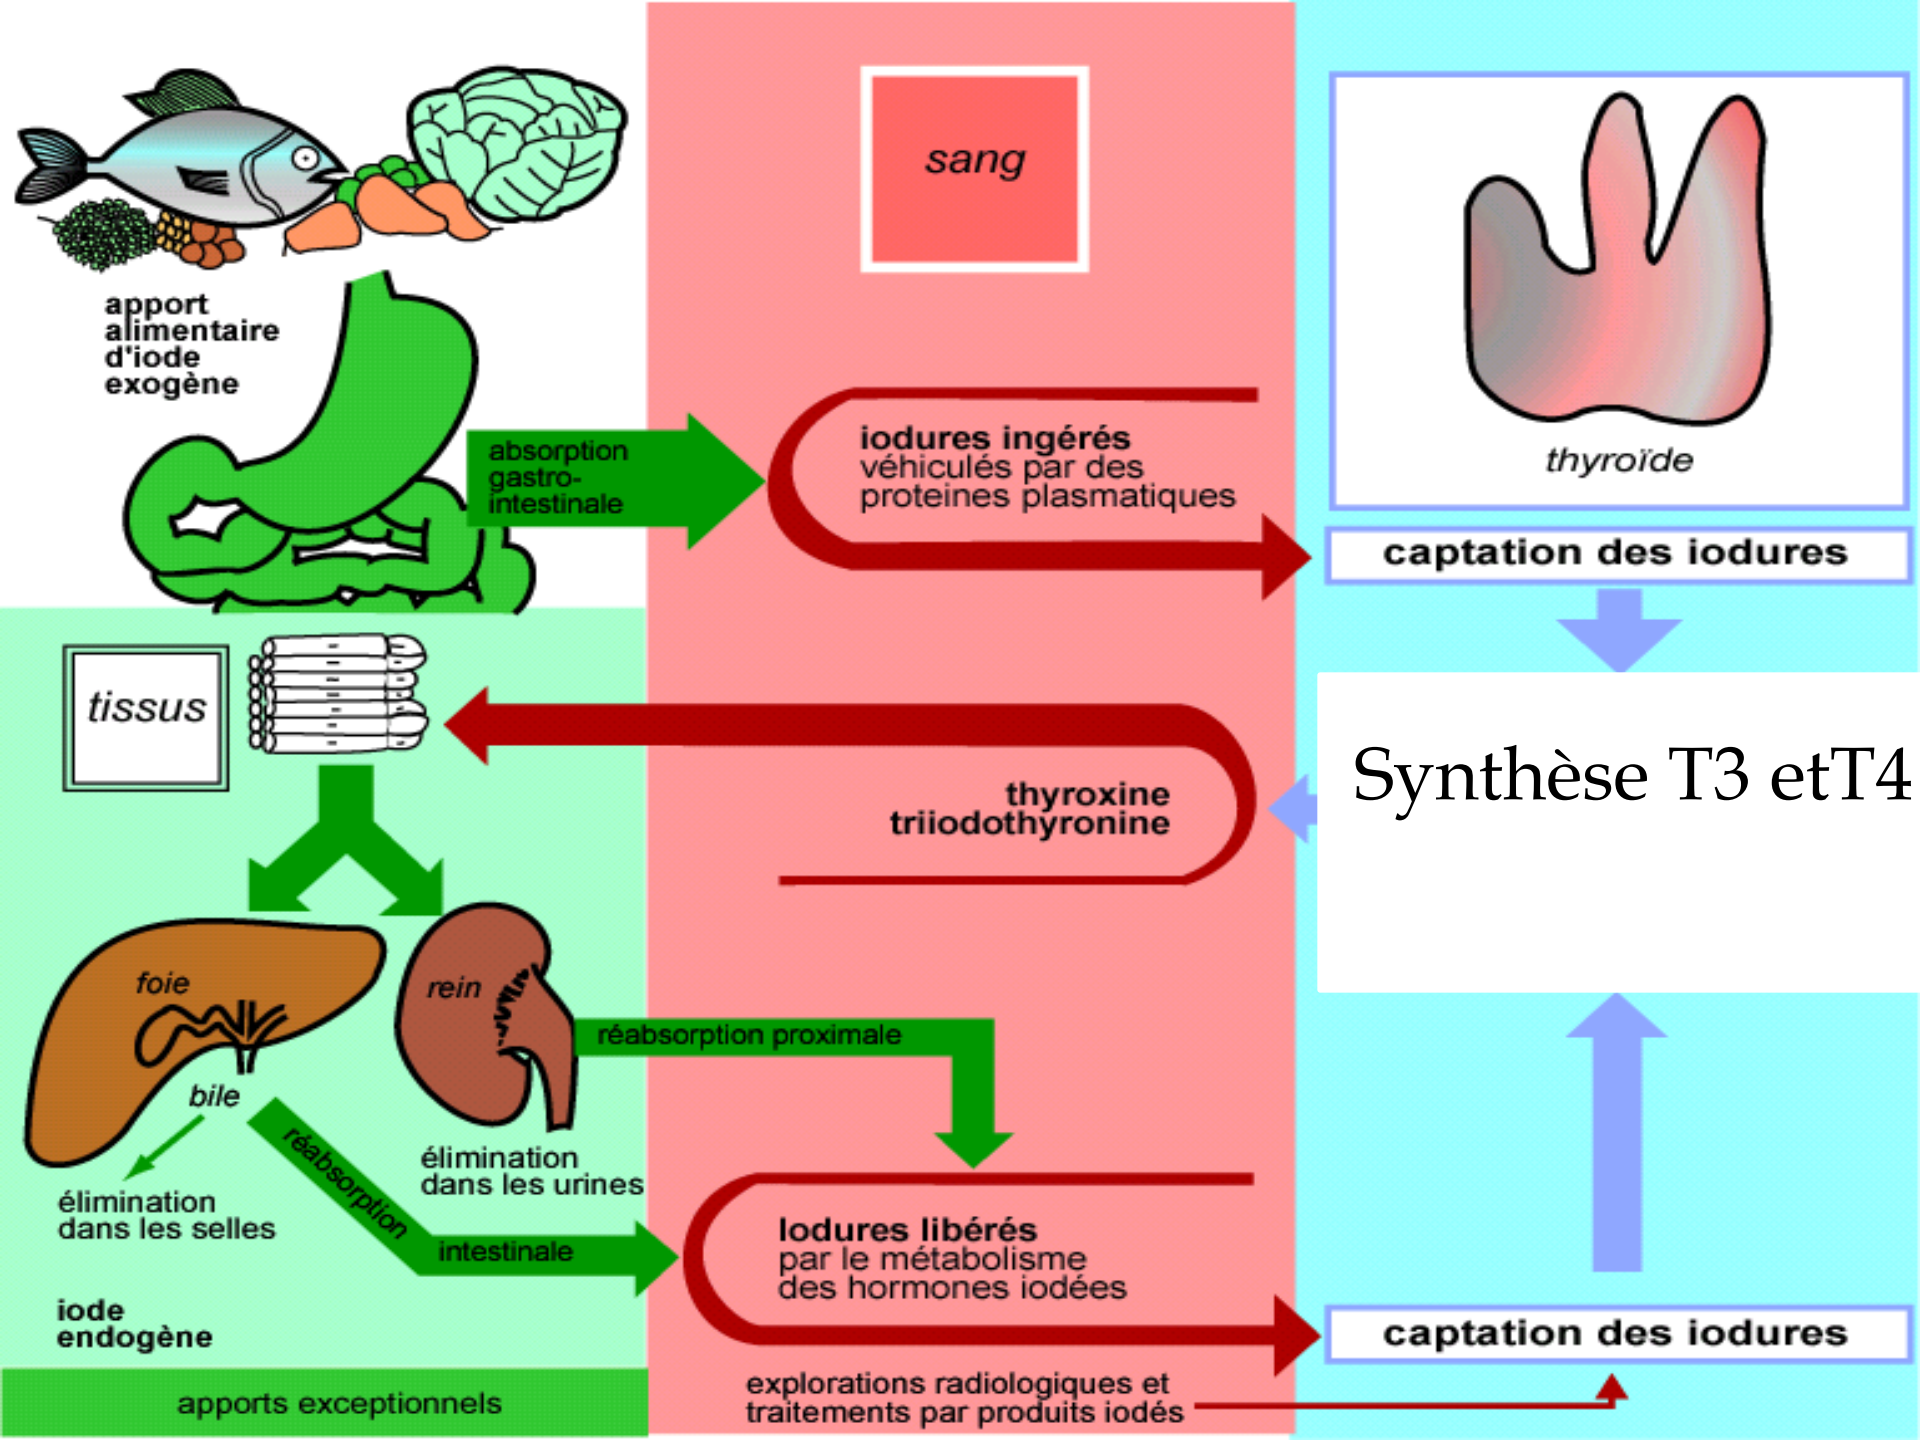 sang
apport
alimentaire
d'iode
exogène
absorption
gastro-
intestinale
iodures ingérés
véhiculés par des
proteines plasmatiques
thyroïde
captation des iodures
tissus
thyroxine
triiodothyronine
Synthèse T3 etT4
foie
rein
bile
réabsorption proximale
élimination
dans les selles
élimination
dans les urines
réabsorption
intestinale
Iodures libérés
par le métabolisme
des hormones iodées
iode
endogène
captation des iodures
apports exceptionnels
explorations radiologiques et
traitements par produits iodés